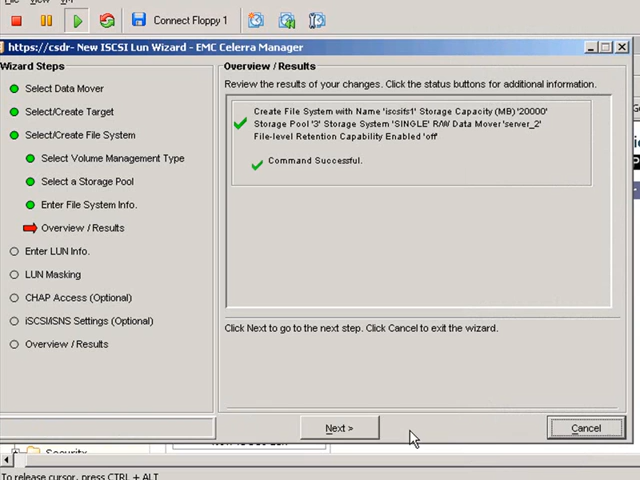 File View VM
Connect Floppy 1
https://csdr- New ISCSI Lun Wizard - EMC Celerra Manager
Wizard Steps
Select Data Mover
Select/Create Target
Select/Create File System
Select Volume Management Type
Select a Storage Pool
Enter File System Info.
Overview / Results
Enter LUN Info.
LUN Masking
CHAP Access (Optional)
iSCSI/iSNS Settings (Optional)
Overview / Results
Overview / Results
Review the results of your changes. Click the status buttons for additional information.
Create File System with Name 'iscsifs1' Storage Capacity (MB) '20000'
Storage Pool '3' Storage System 'SINGLE' R/W Data Mover 'server_2'
File-level Retention Capability Enabled 'off'
Command Successful.
Click Next to go to the next step. Click Cancel to exit the wizard.
Next >
Cancel
Security
To release cursor, press CTRL + ALT